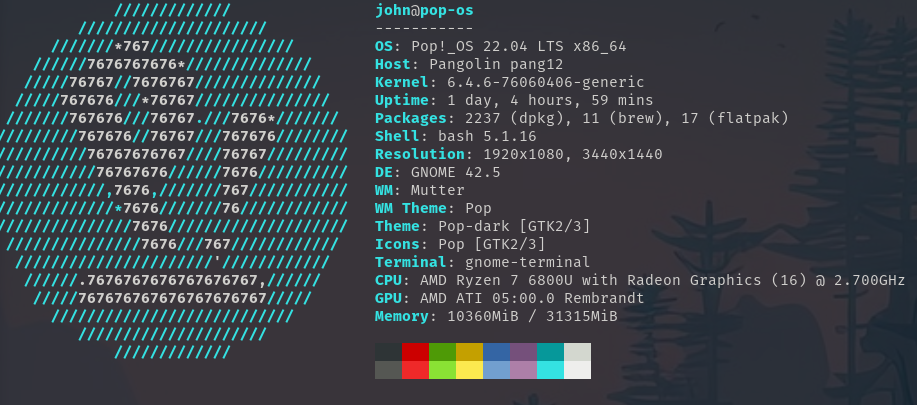 /////////////
/////////////////////
///////*767////////////////
//////7676767676*//////////////
/////76767//7676767//////////////
/////767676///*76767///////////////
///////767676///76767.///7676*///////
/////////767676//76767///767676////////
//////////76767676767////76767/////////
///////////76767676//////7676//////////
////////////,7676,///////767///////////
/////////////*7676///////76////////////
///////////////7676////////////////////
///////////////7676///767////////////
//////////////////////'////////////
//////.7676767676767676767,//////
/////767676767676767676767/////
///////////////////////////
/////////////////////
/////////////
john@pop-os
-----------
OS: Pop!_OS 22.04 LTS x86_64
Host: Pangolin pang12
Kernel: 6.4.6-76060406-generic
Uptime: 1 day, 4 hours, 59 mins
Packages: 2237 (dpkg), 11 (brew), 17 (flatpak)
Shell: bash 5.1.16
Resolution: 1920x1080, 3440x1440
DE: GNOME 42.5
WM: Mutter
WM Theme: Pop
Theme: Pop-dark [GTK2/3]
Icons: Pop [GTK2/3]
Terminal: gnome-terminal
CPU: AMD Ryzen 7 6800U with Radeon Graphics (16) @ 2.700GHz
GPU: AMD ATI 05:00.0 Rembrandt
Memory: 10360MiB / 31315MiB